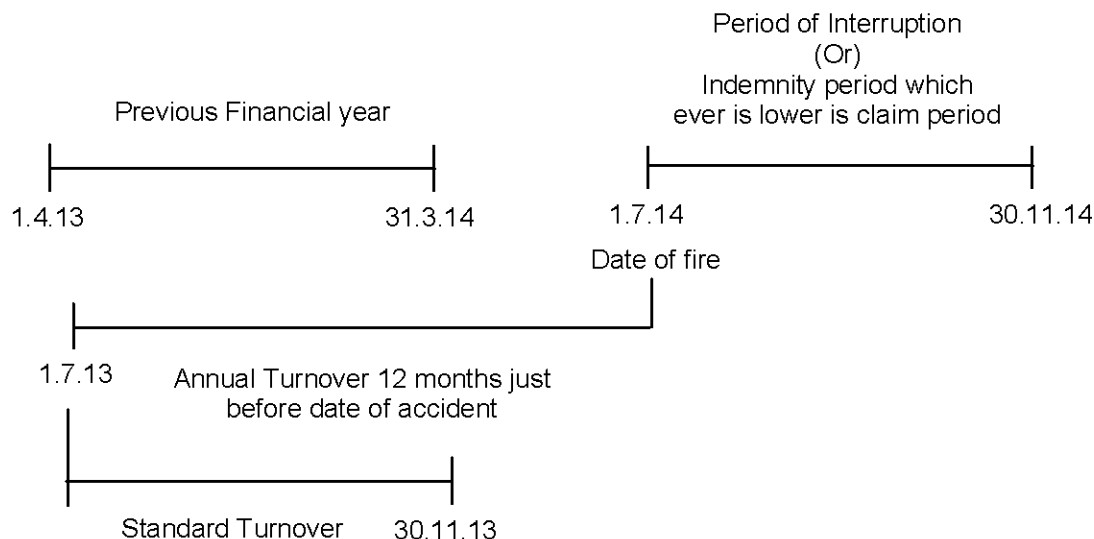 Period of Interruption
(Or)
Indemnity period which
ever is lower is claim period
Previous Financial year
1.4.13
31.3.14
1.7.14
30.11.14
Date of fire
1.7.13
Annual Turnover 12 months just
before date of accident
Standard Turnover
30.11.13